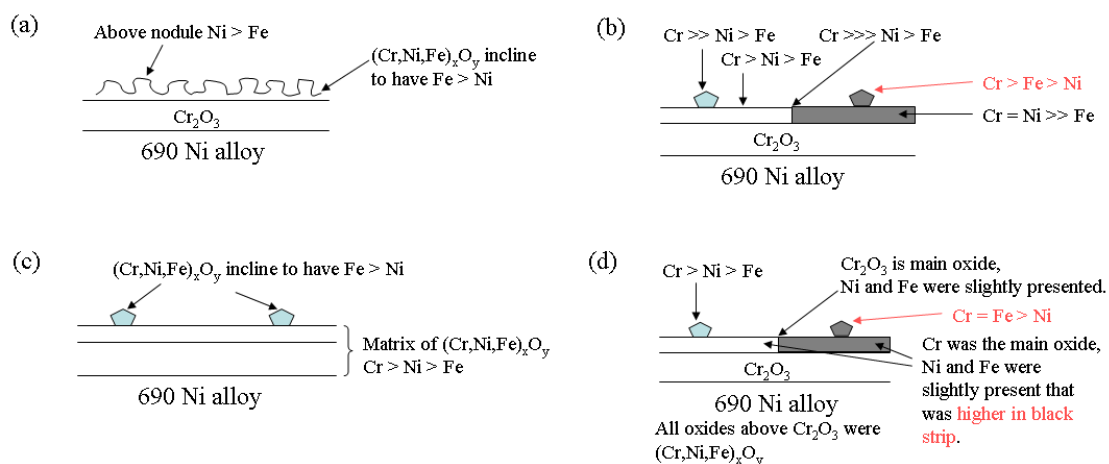 (a)
Above nodule Ni > Fe
(Cr,Ni,Fe)ₓOᵧ incline
to have Fe > Ni
Cr₂O₃
690 Ni alloy
(b)
Cr >> Ni > Fe
Cr >>> Ni > Fe
Cr > Ni > Fe
Cr > Fe > Ni
Cr = Ni >> Fe
Cr₂O₃
690 Ni alloy
(c)
(Cr,Ni,Fe)ₓOᵧ incline to have Fe > Ni
Matrix of (Cr,Ni,Fe)ₓOᵧ
Cr > Ni > Fe
690 Ni alloy
(d)
Cr > Ni > Fe
Cr₂O₃ is main oxide,
Ni and Fe were slightly presented.
Cr = Fe > Ni
Cr was the main oxide,
Ni and Fe were
slightly present that
was higher in black
strip.
Cr₂O₃
690 Ni alloy
All oxides above Cr₂O₃ were
(Cr,Ni,Fe)ₓOᵧ